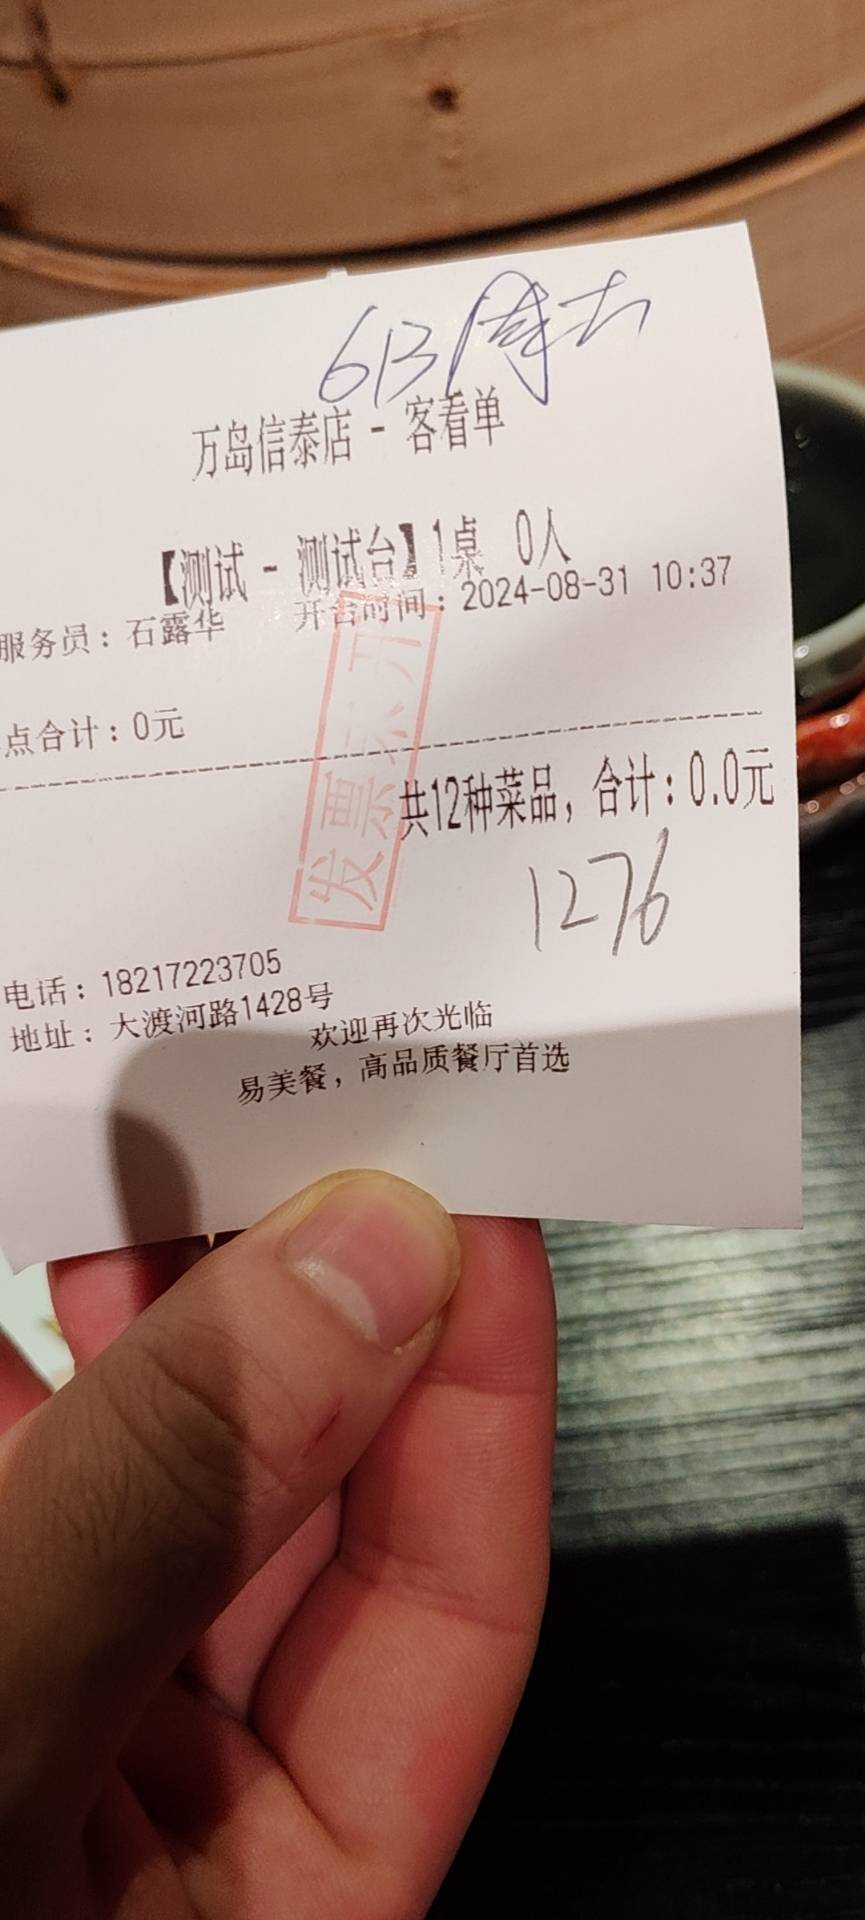 613
万岛信泰店 - 客看单
【测试 - 测试台】1桌 0人
服务员：石露华 开台时间：2024-08-31 10:37
点合计：0元
共12种菜品，合计：0.0元
1276
发票未开
电话：18217223705
地址：大渡河路1428号
欢迎再次光临
易美餐，高品质餐厅首选